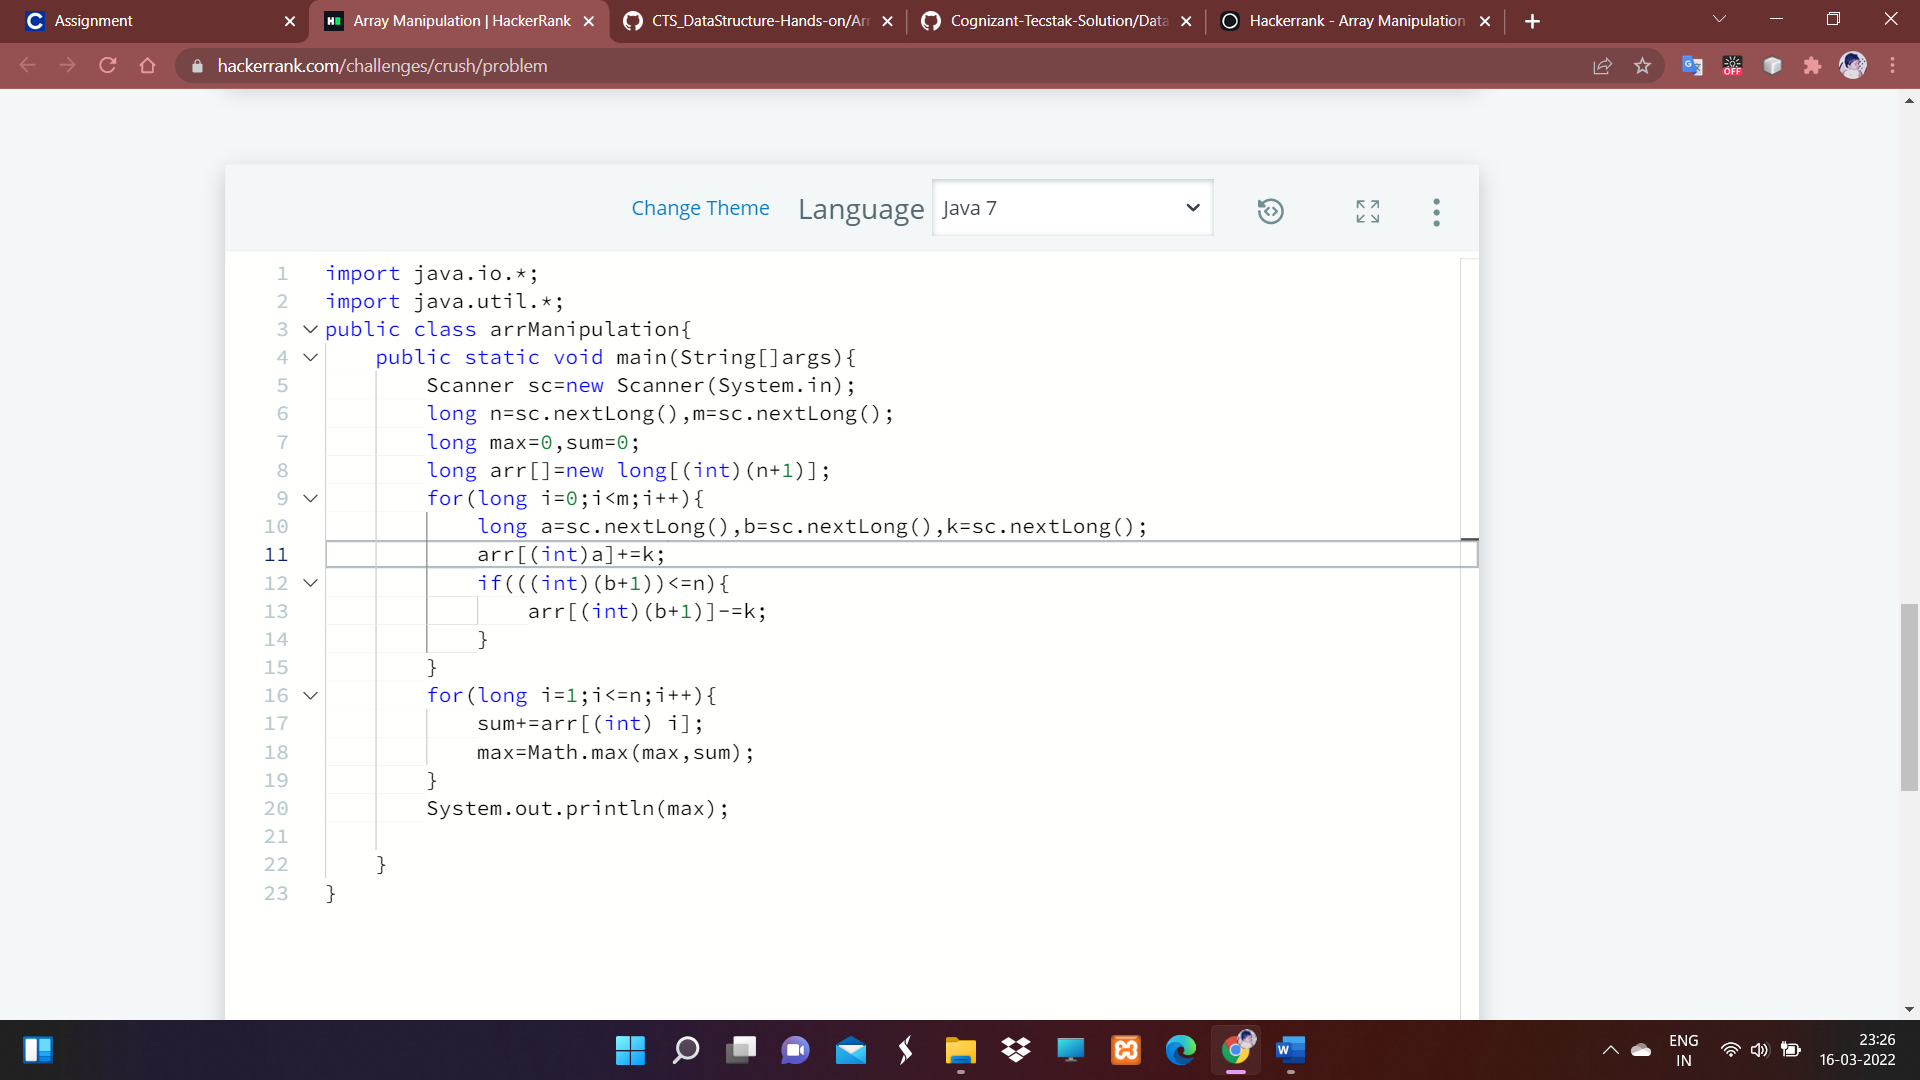 Assignment
Array Manipulation | HackerRank
CTS_DataStructure-Hands-on/Arr
Cognizant-Tecstak-Solution/Data
Hackerrank - Array Manipulation
hackerrank.com/challenges/crush/problem
OFF
Change Theme
Language
Java 7
1 import java.io.*;
2 import java.util.*;
3 public class arrManipulation{
4 public static void main(String[]args){
5 Scanner sc=new Scanner(System.in);
6 long n=sc.nextLong(),m=sc.nextLong();
7 long max=0,sum=0;
8 long arr[]=new long[(int)(n+1)];
9 for(long i=0;i<m;i++){
10 long a=sc.nextLong(),b=sc.nextLong(),k=sc.nextLong();
11 arr[(int)a]+=k;
12 if(((int)(b+1))<=n){
13 arr[(int)(b+1)]-=k;
14 }
15 }
16 for(long i=1;i<=n;i++){
17 sum+=arr[(int) i];
18 max=Math.max(max,sum);
19 }
20 System.out.println(max);
21
22 }
23 }
ENG
IN
23:26
16-03-2022